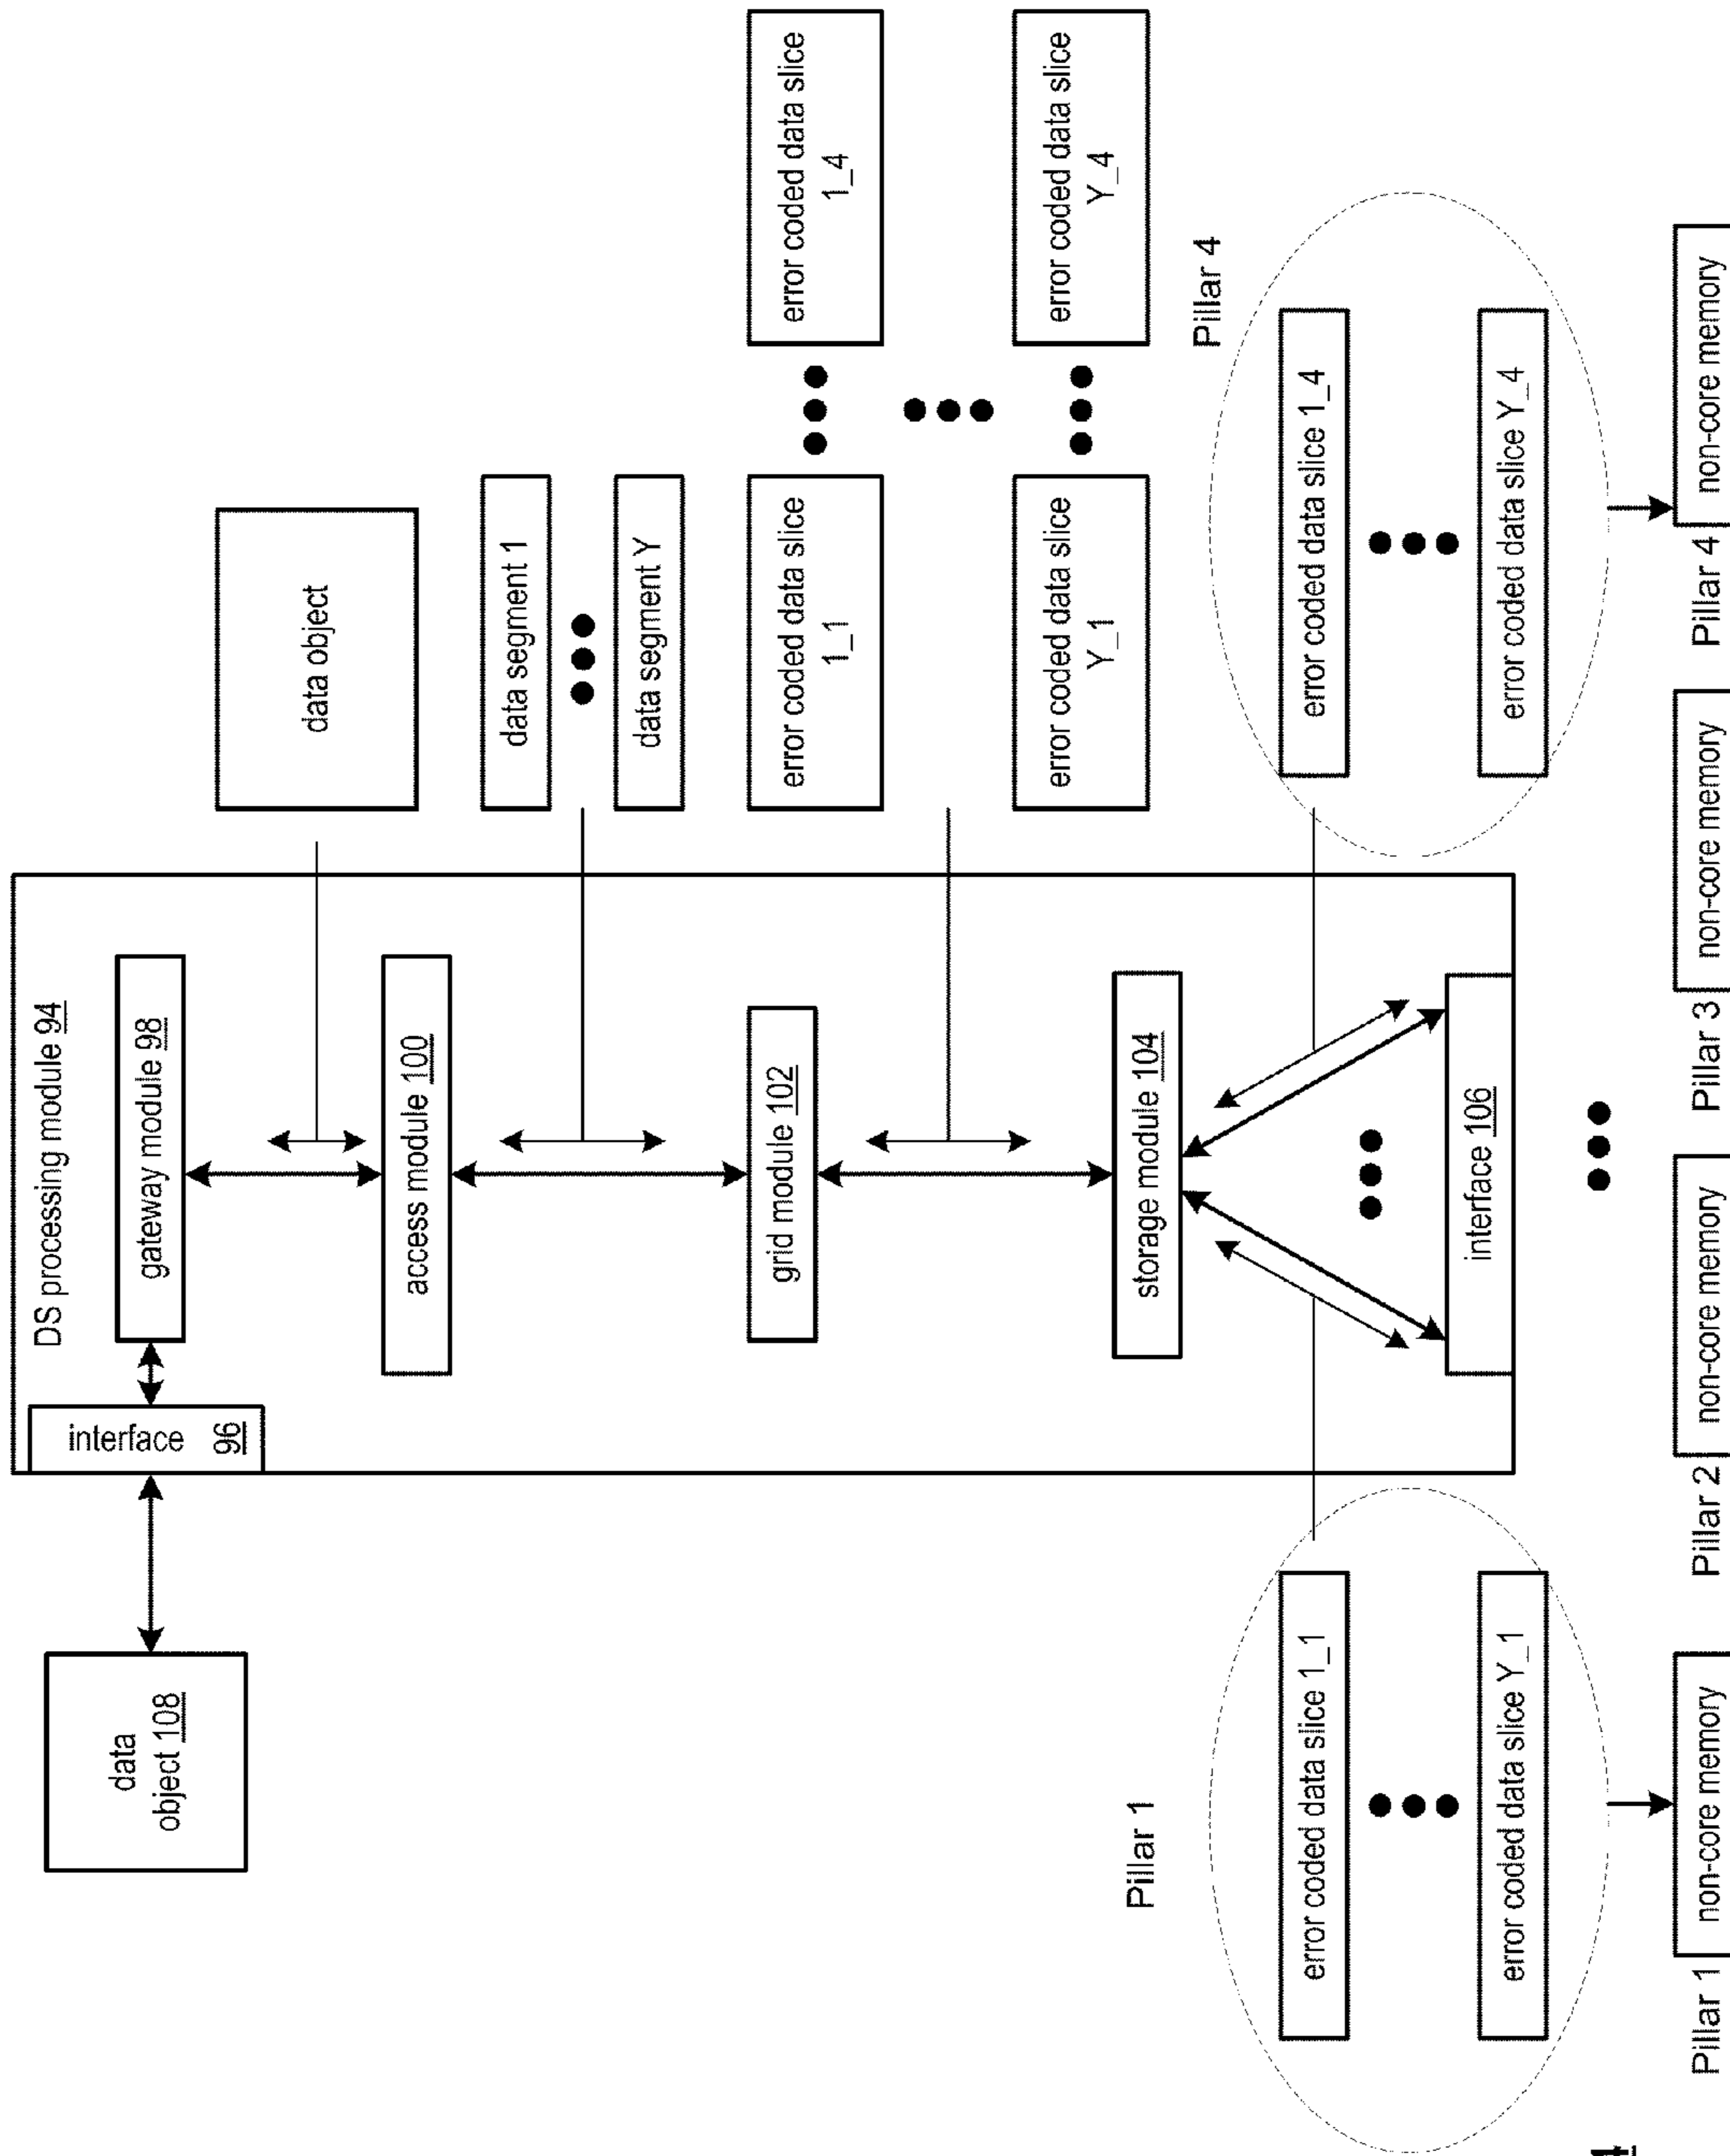 data
object 108
interface
96
DS processing module 94
gateway module 98
data object
access module 100
data segment 1
data segment Y
grid module 102
error coded data slice
1_1
error coded data slice
1_4
error coded data slice
Y_1
error coded data slice
Y_4
storage module 104
interface 106
Pillar 1
error coded data slice 1_1
error coded data slice Y_1
Pillar 4
error coded data slice 1_4
error coded data slice Y_4
Pillar 1
non-core memory
Pillar 2
non-core memory
Pillar 3
non-core memory
Pillar 4
non-core memory